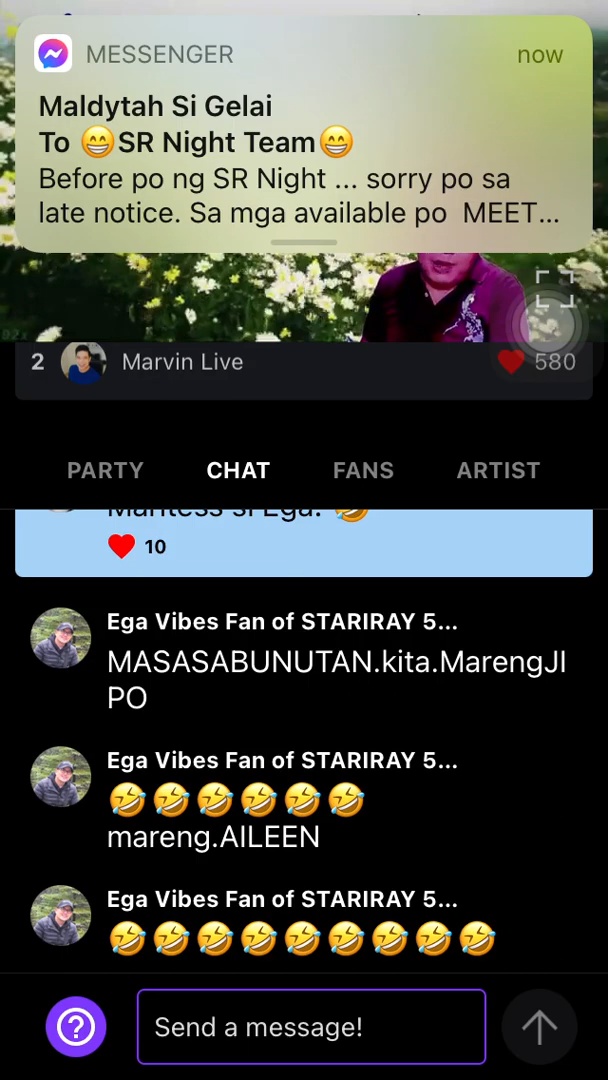 MESSENGER now
Maldytah Si Gelai
To 😁SR Night Team😁
Before po ng SR Night ... sorry po sa
late notice. Sa mga available po MEET...
2 Marvin Live 580
PARTY CHAT FANS ARTIST
10
Ega Vibes Fan of STARIRAY 5...
MASASABUNUTAN.kita.MarengJI
PO
Ega Vibes Fan of STARIRAY 5...
🤣🤣🤣🤣🤣🤣
mareng.AILEEN
Ega Vibes Fan of STARIRAY 5...
🤣🤣🤣🤣🤣🤣🤣🤣🤣
Send a message!